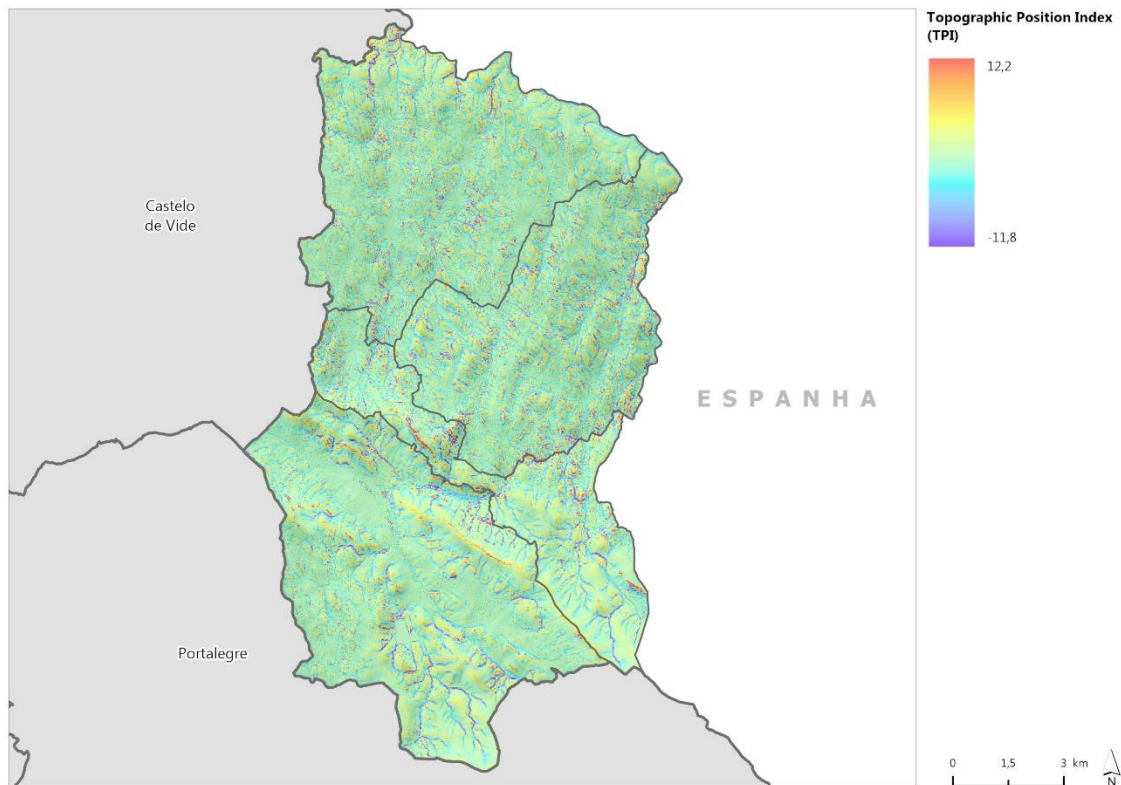 Topographic Position Index
(TPI)
12,2
-11,8
Castelo
de Vide
ESPANHA
Portalegre
0 1,5 3 km
N